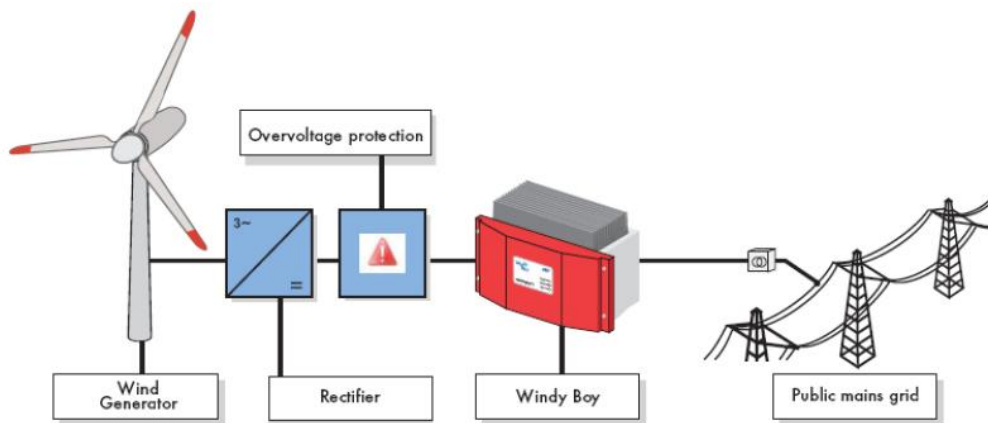 Overvoltage protection
3~
Wind
Generator
Rectifier
Windy Boy
Public mains grid